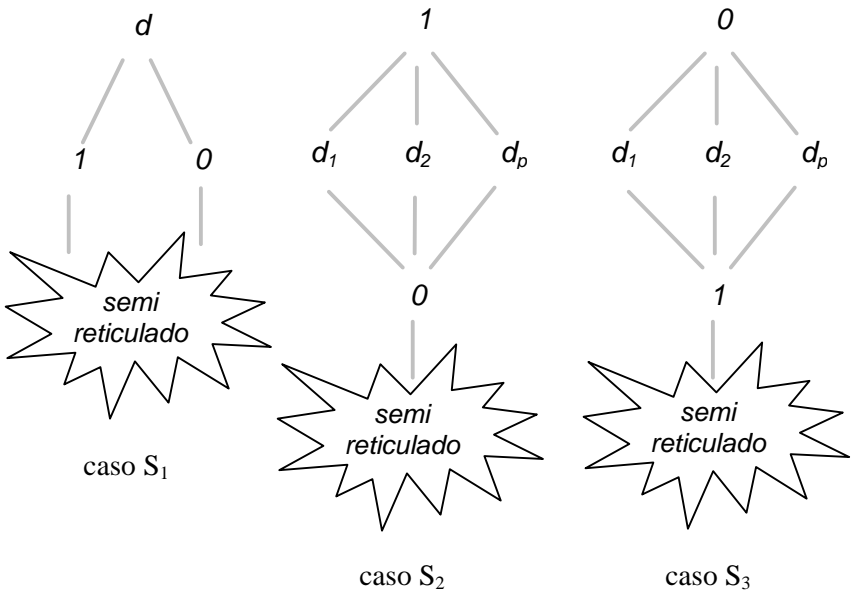 d
1 0
semi
reticulado
caso S₁
1
d₁ d₂ dₚ
0
semi
reticulado
caso S₂
0
d₁ d₂ dₚ
1
semi
reticulado
caso S₃